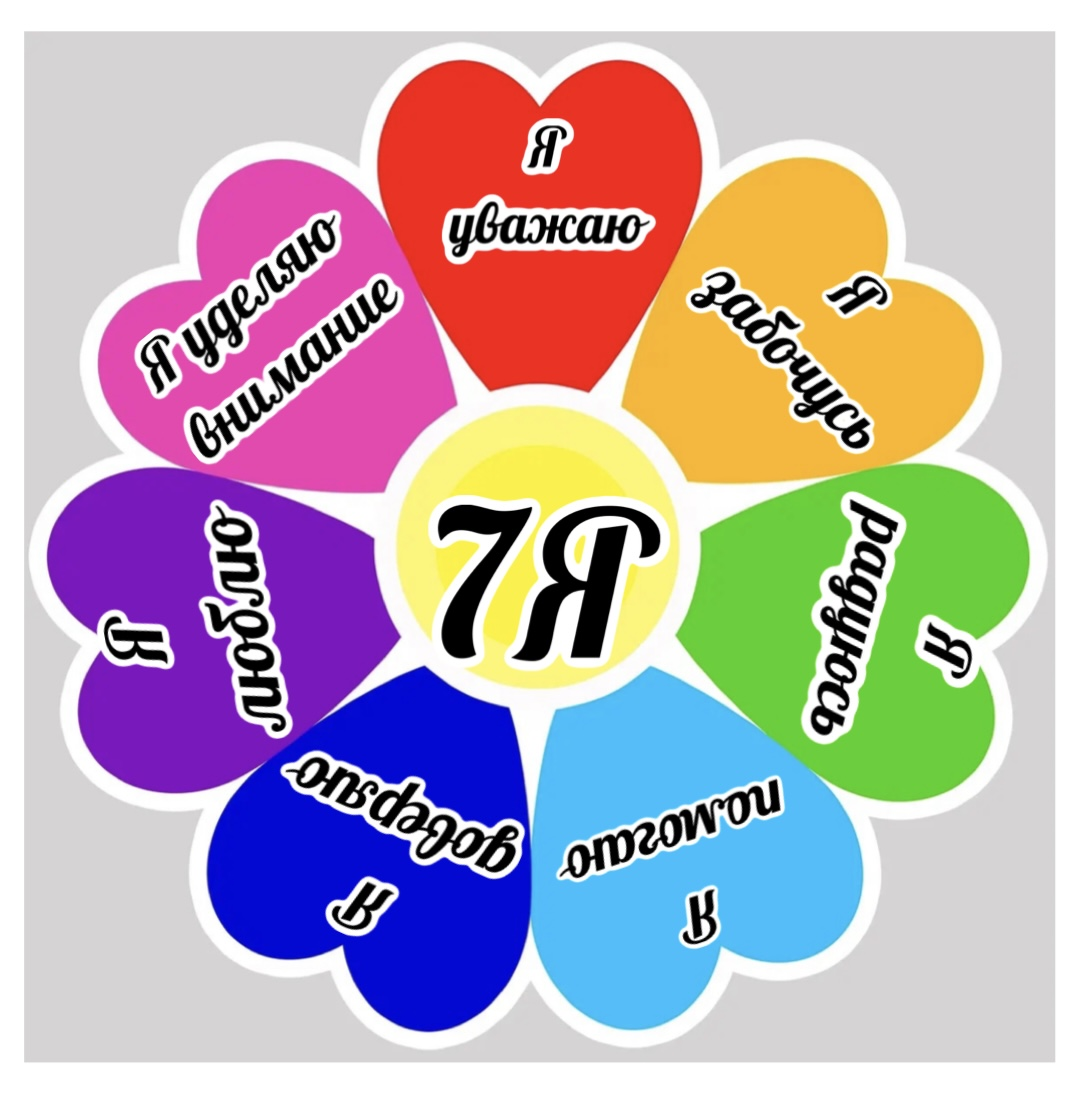 Я
уважаю
Я
забочусь
Я
радуюсь
Я
помогаю
Я
доверяю
Я
люблю
Я уделяю
внимание
7Я